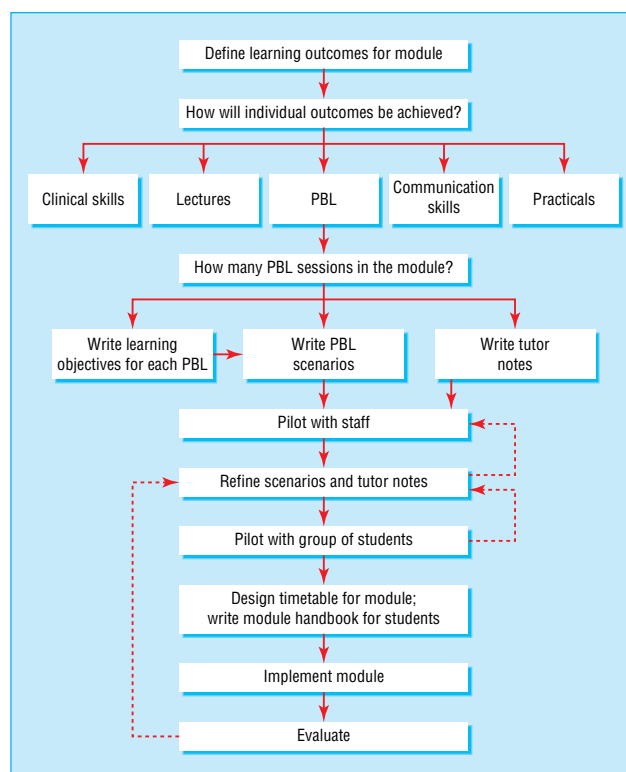 Define learning outcomes for module
How will individual outcomes be achieved?
Clinical skills
Lectures
PBL
Communication
skills
Practicals
How many PBL sessions in the module?
Write learning
objectives for each PBL
Write PBL
scenarios
Write tutor
notes
Pilot with staff
Refine scenarios and tutor notes
Pilot with group of students
Design timetable for module;
write module handbook for students
Implement module
Evaluate